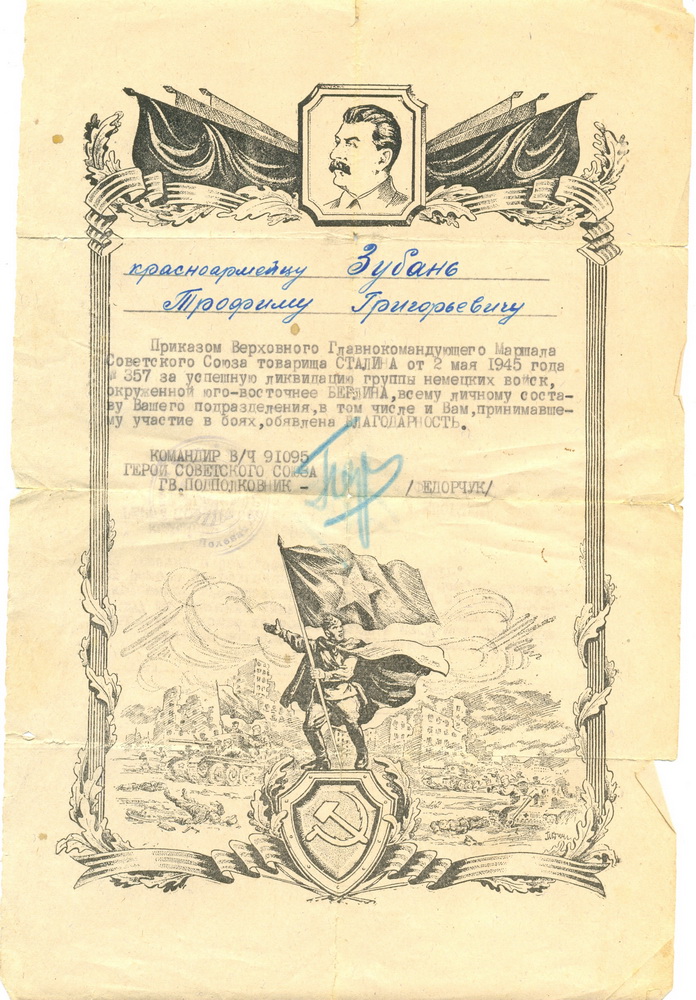 красноармейцу Зубань
Трофиму Григорьевичу
Приказом Верховного Главнокомандующего Маршала
Советского Союза товарища СТАЛИНА от 2 мая 1945 года
№ 357 за успешную ликвидацию группы немецких войск,
окруженной юго-восточнее БЕРЛИНА, всему личному соста-
ву Вашего подразделения, в том числе и Вам, принимавше-
му участие в боях, обявлена БЛАГОДАРНОСТЬ.
КОМАНДИР В/Ч 91095
ГЕРОЙ СОВЕТСКОГО СОЮЗА
ГВ. ПОДПОЛКОВНИК - / ЕДОРЧУК/